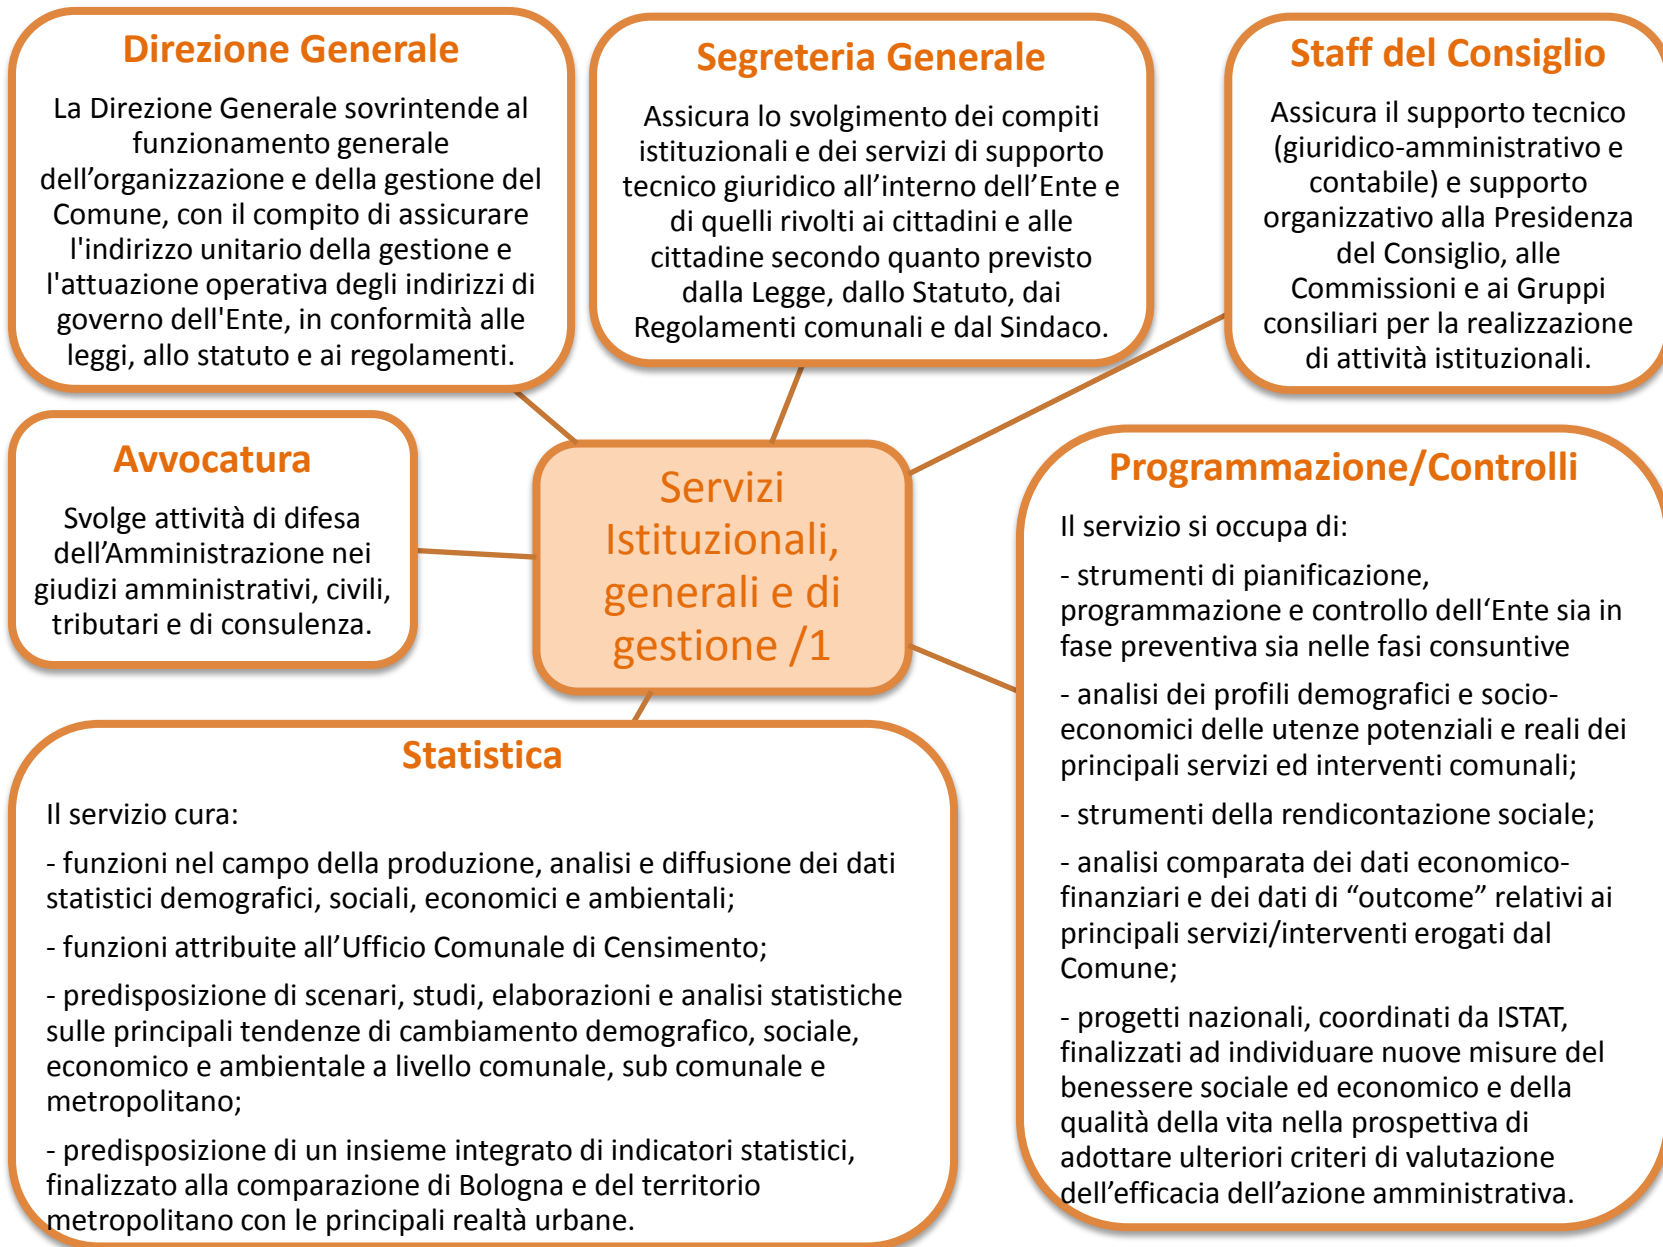 Direzione Generale
La Direzione Generale sovrintende al
funzionamento generale
dell’organizzazione e della gestione del
Comune, con il compito di assicurare
l'indirizzo unitario della gestione e
l'attuazione operativa degli indirizzi di
governo dell'Ente, in conformità alle
leggi, allo statuto e ai regolamenti.
Segreteria Generale
Assicura lo svolgimento dei compiti
istituzionali e dei servizi di supporto
tecnico giuridico all’interno dell’Ente e
di quelli rivolti ai cittadini e alle
cittadine secondo quanto previsto
dalla Legge, dallo Statuto, dai
Regolamenti comunali e dal Sindaco.
Staff del Consiglio
Assicura il supporto tecnico
(giuridico-amministrativo e
contabile) e supporto
organizzativo alla Presidenza
del Consiglio, alle
Commissioni e ai Gruppi
consiliari per la realizzazione
di attività istituzionali.
Avvocatura
Svolge attività di difesa
dell’Amministrazione nei
giudizi amministrativi, civili,
tributari e di consulenza.
Servizi
Istituzionali,
generali e di
gestione /1
Programmazione/Controlli
Il servizio si occupa di:
- strumenti di pianificazione,
programmazione e controllo dell‘Ente sia in
fase preventiva sia nelle fasi consuntive
- analisi dei profili demografici e socio-
economici delle utenze potenziali e reali dei
principali servizi ed interventi comunali;
- strumenti della rendicontazione sociale;
- analisi comparata dei dati economico-
finanziari e dei dati di “outcome” relativi ai
principali servizi/interventi erogati dal
Comune;
- progetti nazionali, coordinati da ISTAT,
finalizzati ad individuare nuove misure del
benessere sociale ed economico e della
qualità della vita nella prospettiva di
adottare ulteriori criteri di valutazione
dell’efficacia dell’azione amministrativa.
Statistica
Il servizio cura:
- funzioni nel campo della produzione, analisi e diffusione dei dati
statistici demografici, sociali, economici e ambientali;
- funzioni attribuite all’Ufficio Comunale di Censimento;
- predisposizione di scenari, studi, elaborazioni e analisi statistiche
sulle principali tendenze di cambiamento demografico, sociale,
economico e ambientale a livello comunale, sub comunale e
metropolitano;
- predisposizione di un insieme integrato di indicatori statistici,
finalizzato alla comparazione di Bologna e del territorio
metropolitano con le principali realtà urbane.